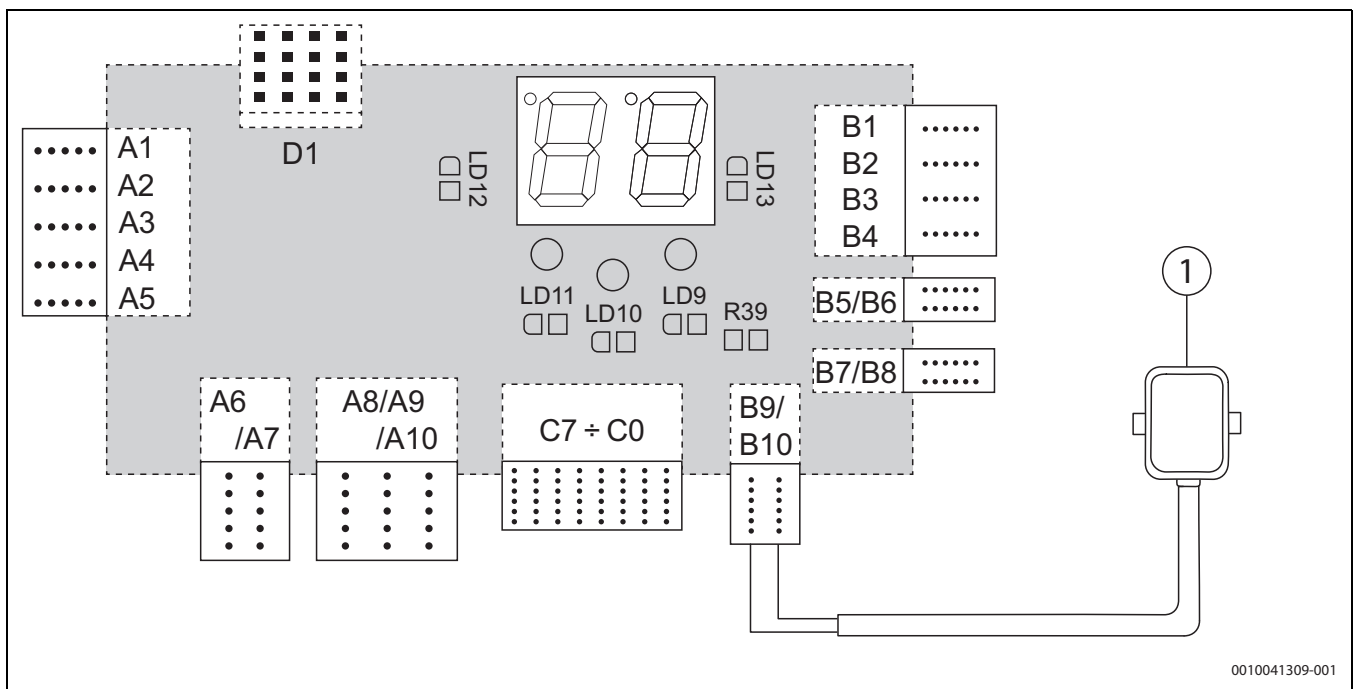 D1
A1
A2
A3
A4
A5
LD12
LD13
B1
B2
B3
B4
1
LD11
LD10
LD9
R39
B5/B6
B7/B8
A6
/A7
A8/A9
/A10
C7 ÷ C0
B9/
B10
0010041309-001